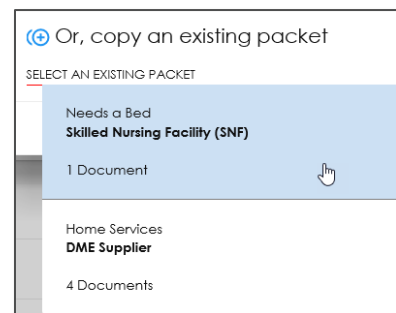 Or, copy an existing packet
SELECT AN EXISTING PACKET
Needs a Bed
Skilled Nursing Facility (SNF)
1 Document
Home Services
DME Supplier
4 Documents